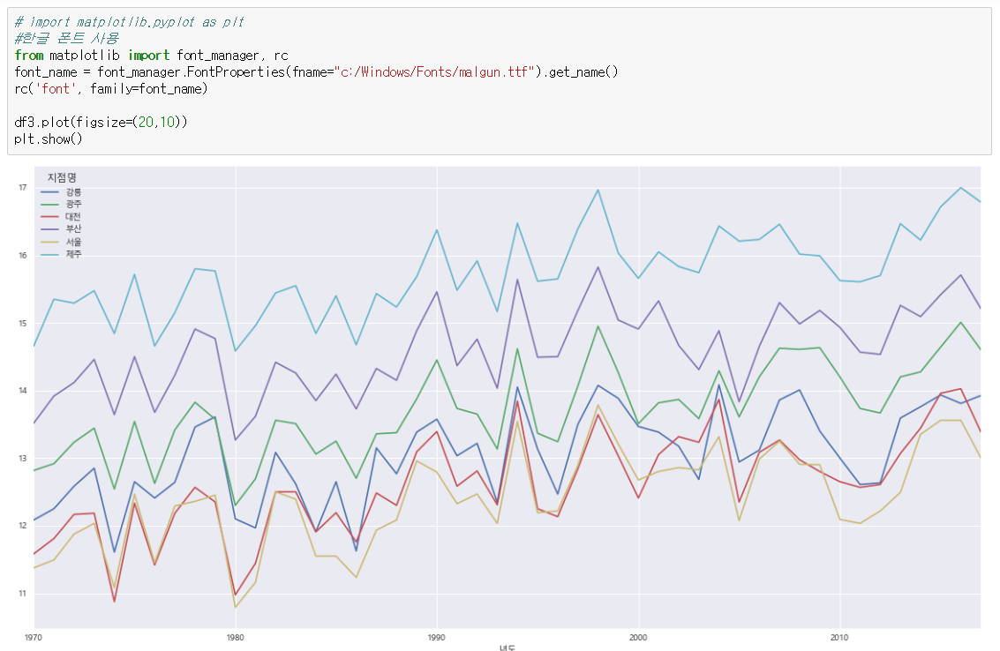 # import matplotlib.pyplot as plt
#한글 폰트 사용
from matplotlib import font_manager, rc
font_name = font_manager.FontProperties(fname="c:/Windows/Fonts/malgun.ttf").get_name()
rc('font', family=font_name)
df3.plot(figsize=(20,10))
plt.show()
지점명
강릉
광주
대전
부산
서울
제주
17
16
15
14
13
12
11
1970
1980
1990
2000
2010
년도